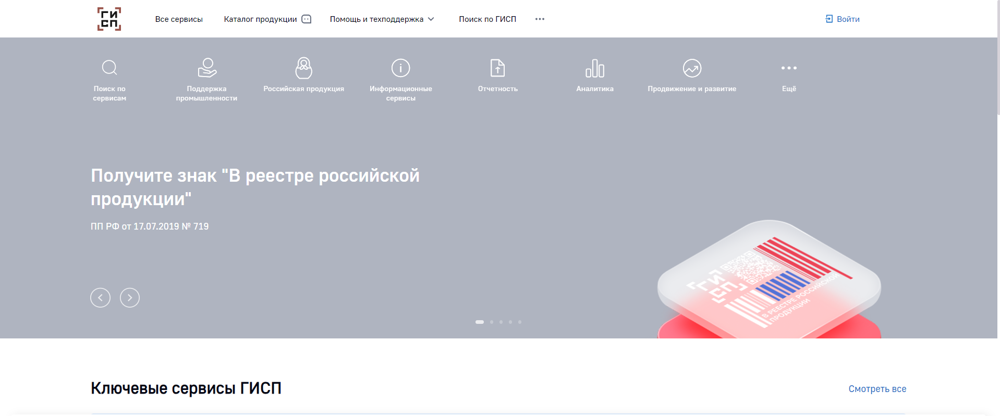 ГИ
СП
Все сервисы
Каталог продукции
Помощь и техподдержка
Поиск по ГИСП
Войти
Поиск по
сервисам
Поддержка
промышленности
Российская продукция
Информационные
сервисы
Отчетность
Аналитика
Продвижение и развитие
Ещё
Получите знак "В реестре российской
продукции"
ПП РФ от 17.07.2019 № 719
ГИ
СП
В РЕЕСТРЕ РОССИЙСКОЙ
ПРОДУКЦИИ
Ключевые сервисы ГИСП
Смотреть все